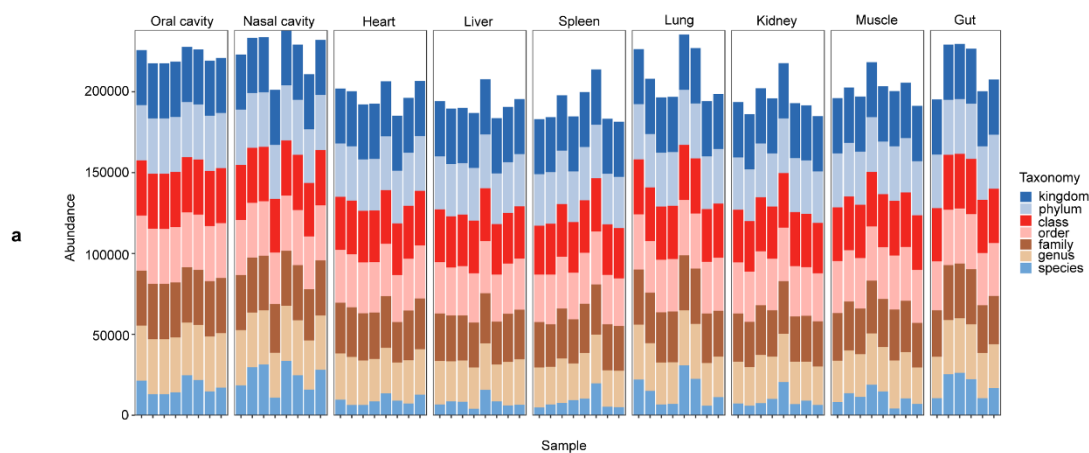 Oral cavity Nasal cavity Heart Liver Spleen Lung Kidney Muscle Gut
a
Abundance
200000
150000
100000
50000
0
Sample
Taxonomy
kingdom
phylum
class
order
family
genus
species